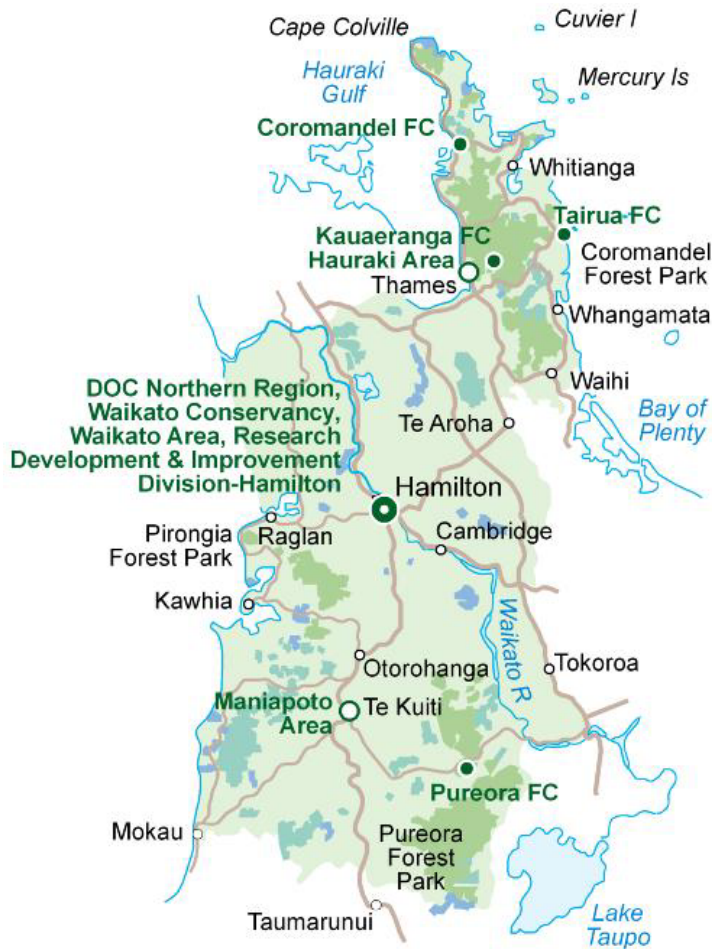 Cape Colville
Cuvier I
Hauraki
Gulf
Mercury Is
Coromandel FC
Whitianga
Tairua FC
Kauaeranga FC
Hauraki Area
Thames
Coromandel
Forest Park
Whangamata
Waihi
DOC Northern Region,
Waikato Conservancy,
Waikato Area, Research
Development & Improvement
Division-Hamilton
Te Aroha
Bay of
Plenty
Hamilton
Pirongia
Forest Park
Raglan
Cambridge
Kawhia
Waikato R
Otorohanga
Tokoroa
Maniapoto
Area
Te Kuiti
Pureora FC
Mokau
Pureora
Forest
Park
Taumarunui
Lake
Taupo